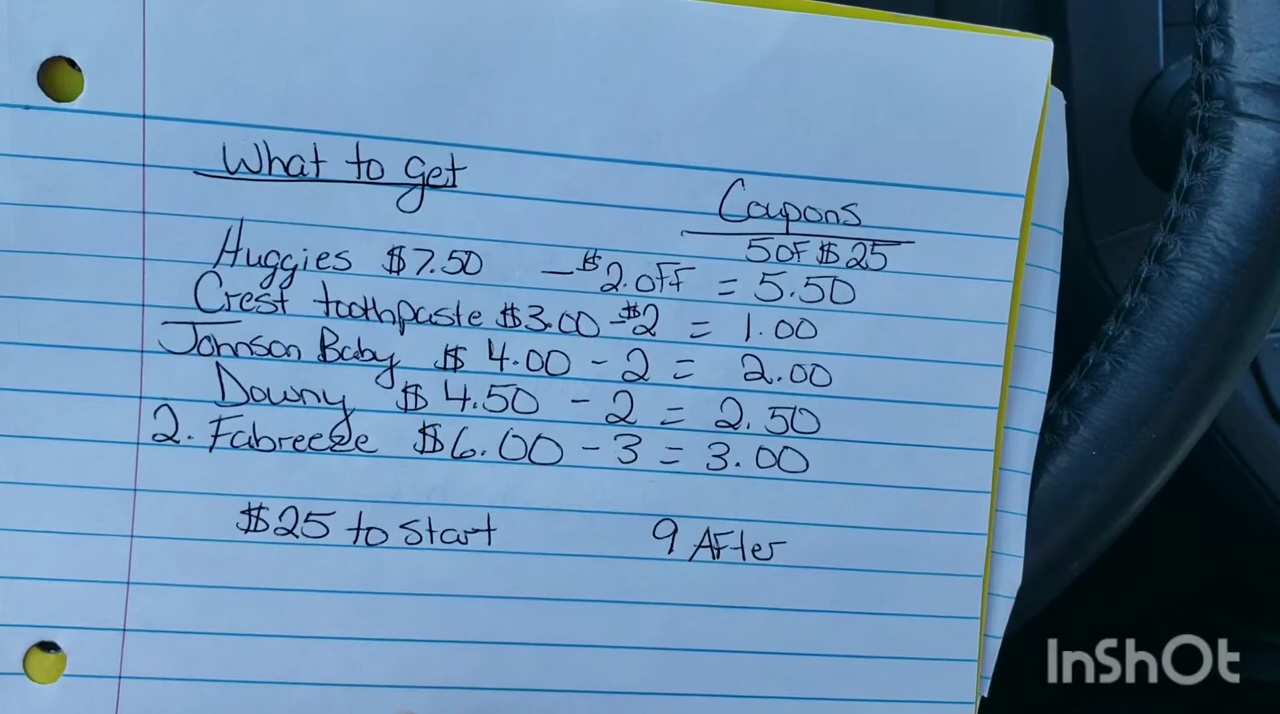 What to get
Coupons
5 OF $25
Huggies $7.50 - $2.OFF = 5.50
Crest toothpaste $3.00 - $2 = 1.00
Johnson Baby $4.00 - 2 = 2.00
Downy $4.50 - 2 = 2.50
2. Fabreeze $6.00 - 3 = 3.00
$25 to start 9 AFter
InShOt